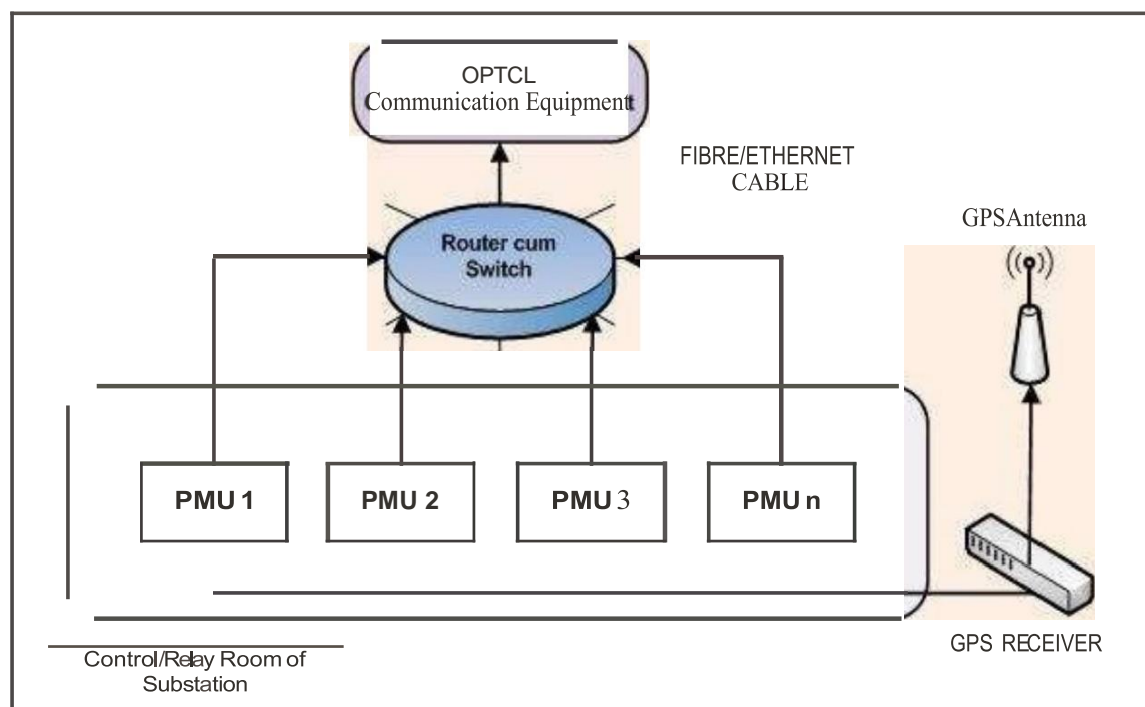 OPTCL
Communication Equipment
FIBRE/ETHERNET
CABLE
GPSAntenna
Router cum
Switch
PMU 1
PMU 2
PMU 3
PMU n
GPS RECEIVER
Control/Relay Room of
Substation